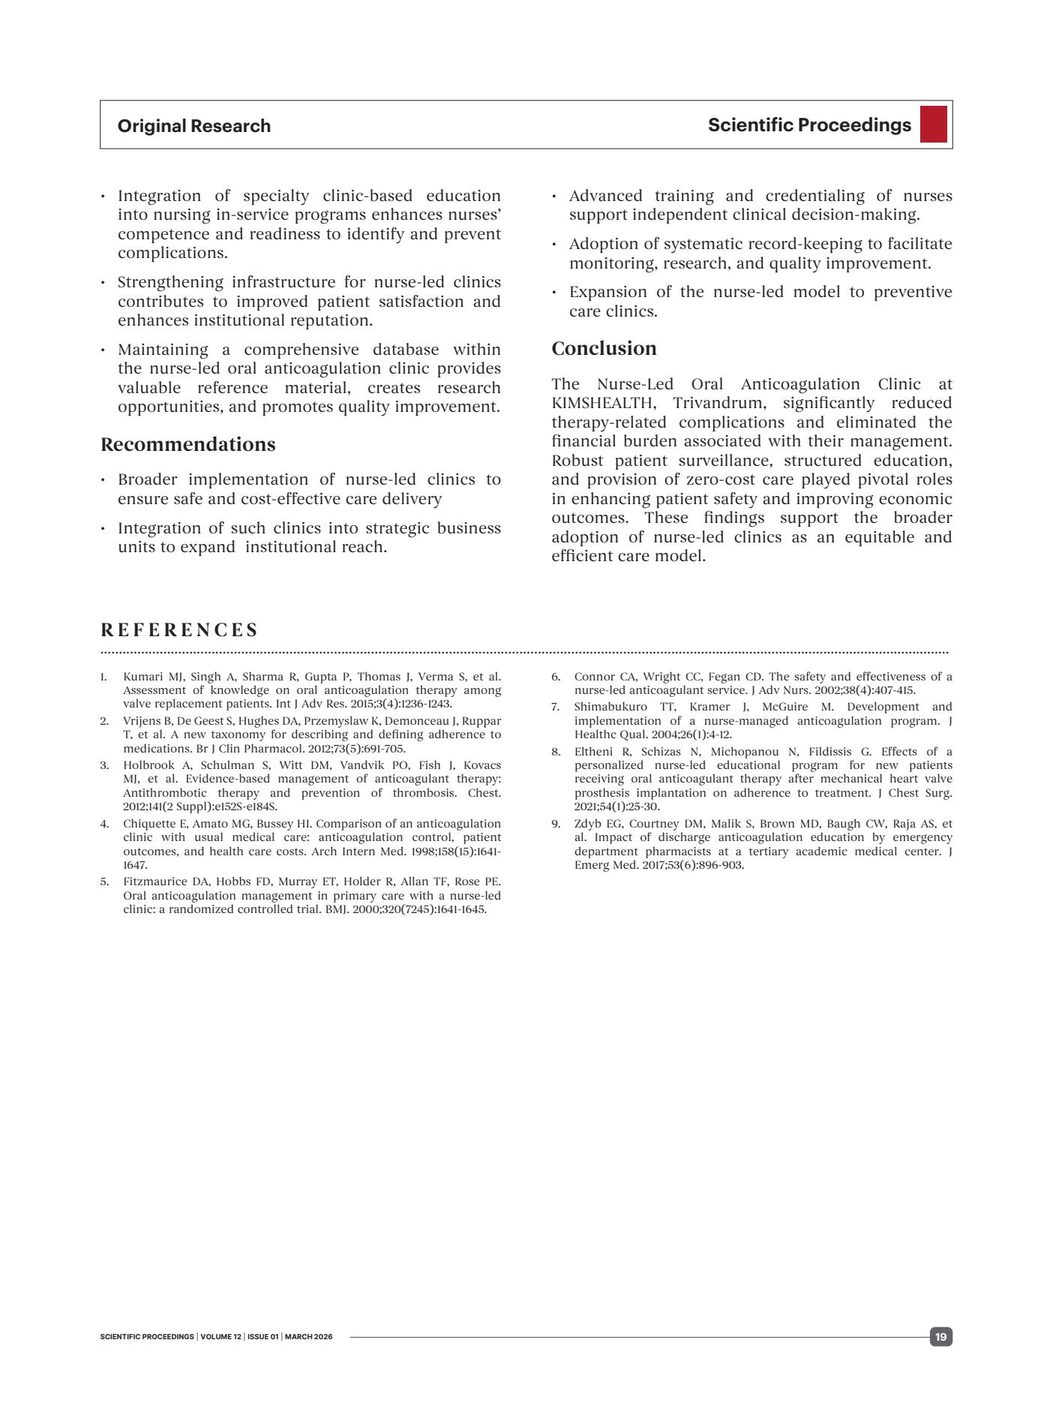 Original Research
Scientific Proceedings
• Integration of specialty clinic-based education
into nursing in-service programs enhances nurses’
competence and readiness to identify and prevent
complications.
• Strengthening infrastructure for nurse-led clinics
contributes to improved patient satisfaction and
enhances institutional reputation.
• Maintaining a comprehensive database within
the nurse-led oral anticoagulation clinic provides
valuable reference material, creates research
opportunities, and promotes quality improvement.
Recommendations
• Broader implementation of nurse-led clinics to
ensure safe and cost-effective care delivery
• Integration of such clinics into strategic business
units to expand institutional reach.
• Advanced training and credentialing of nurses
support independent clinical decision-making.
• Adoption of systematic record-keeping to facilitate
monitoring, research, and quality improvement.
• Expansion of the nurse-led model to preventive
care clinics.
Conclusion
The Nurse-Led Oral Anticoagulation Clinic at
KIMSHEALTH, Trivandrum, significantly reduced
therapy-related complications and eliminated the
financial burden associated with their management.
Robust patient surveillance, structured education,
and provision of zero-cost care played pivotal roles
in enhancing patient safety and improving economic
outcomes. These findings support the broader
adoption of nurse-led clinics as an equitable and
efficient care model.
REFERENCES
1. Kumari MJ, Singh A, Sharma R, Gupta P, Thomas J, Verma S, et al.
Assessment of knowledge on oral anticoagulation therapy among
valve replacement patients. Int J Adv Res. 2015;3(4):1236-1243.
2. Vrijens B, De Geest S, Hughes DA, Przemyslaw K, Demonceau J, Ruppar
T, et al. A new taxonomy for describing and defining adherence to
medications. Br J Clin Pharmacol. 2012;73(5):691-705.
3. Holbrook A, Schulman S, Witt DM, Vandvik PO, Fish J, Kovacs
MJ, et al. Evidence-based management of anticoagulant therapy:
Antithrombotic therapy and prevention of thrombosis. Chest.
2012;141(2 Suppl):e152S-e184S.
4. Chiquette E, Amato MG, Bussey HI. Comparison of an anticoagulation
clinic with usual medical care: anticoagulation control, patient
outcomes, and health care costs. Arch Intern Med. 1998;158(15):1641-
1647.
5. Fitzmaurice DA, Hobbs FD, Murray ET, Holder R, Allan TF, Rose PE.
Oral anticoagulation management in primary care with a nurse-led
clinic: a randomized controlled trial. BMJ. 2000;320(7245):1641-1645.
6. Connor CA, Wright CC, Fegan CD. The safety and effectiveness of a
nurse-led anticoagulant service. J Adv Nurs. 2002;38(4):407-415.
7. Shimabukuro TT, Kramer J, McGuire M. Development and
implementation of a nurse-managed anticoagulation program. J
Healthc Qual. 2004;26(1):4-12.
8. Eltheni R, Schizas N, Michopanou N, Fildissis G. Effects of a
personalized nurse-led educational program for new patients
receiving oral anticoagulant therapy after mechanical heart valve
prosthesis implantation on adherence to treatment. J Chest Surg.
2021;54(1):25-30.
9. Zdyb EG, Courtney DM, Malik S, Brown MD, Baugh CW, Raja AS, et
al. Impact of discharge anticoagulation education by emergency
department pharmacists at a tertiary academic medical center. J
Emerg Med. 2017;53(6):896-903.
SCIENTIFIC PROCEEDINGS | VOLUME 12 | ISSUE 01 | MARCH 2026
19